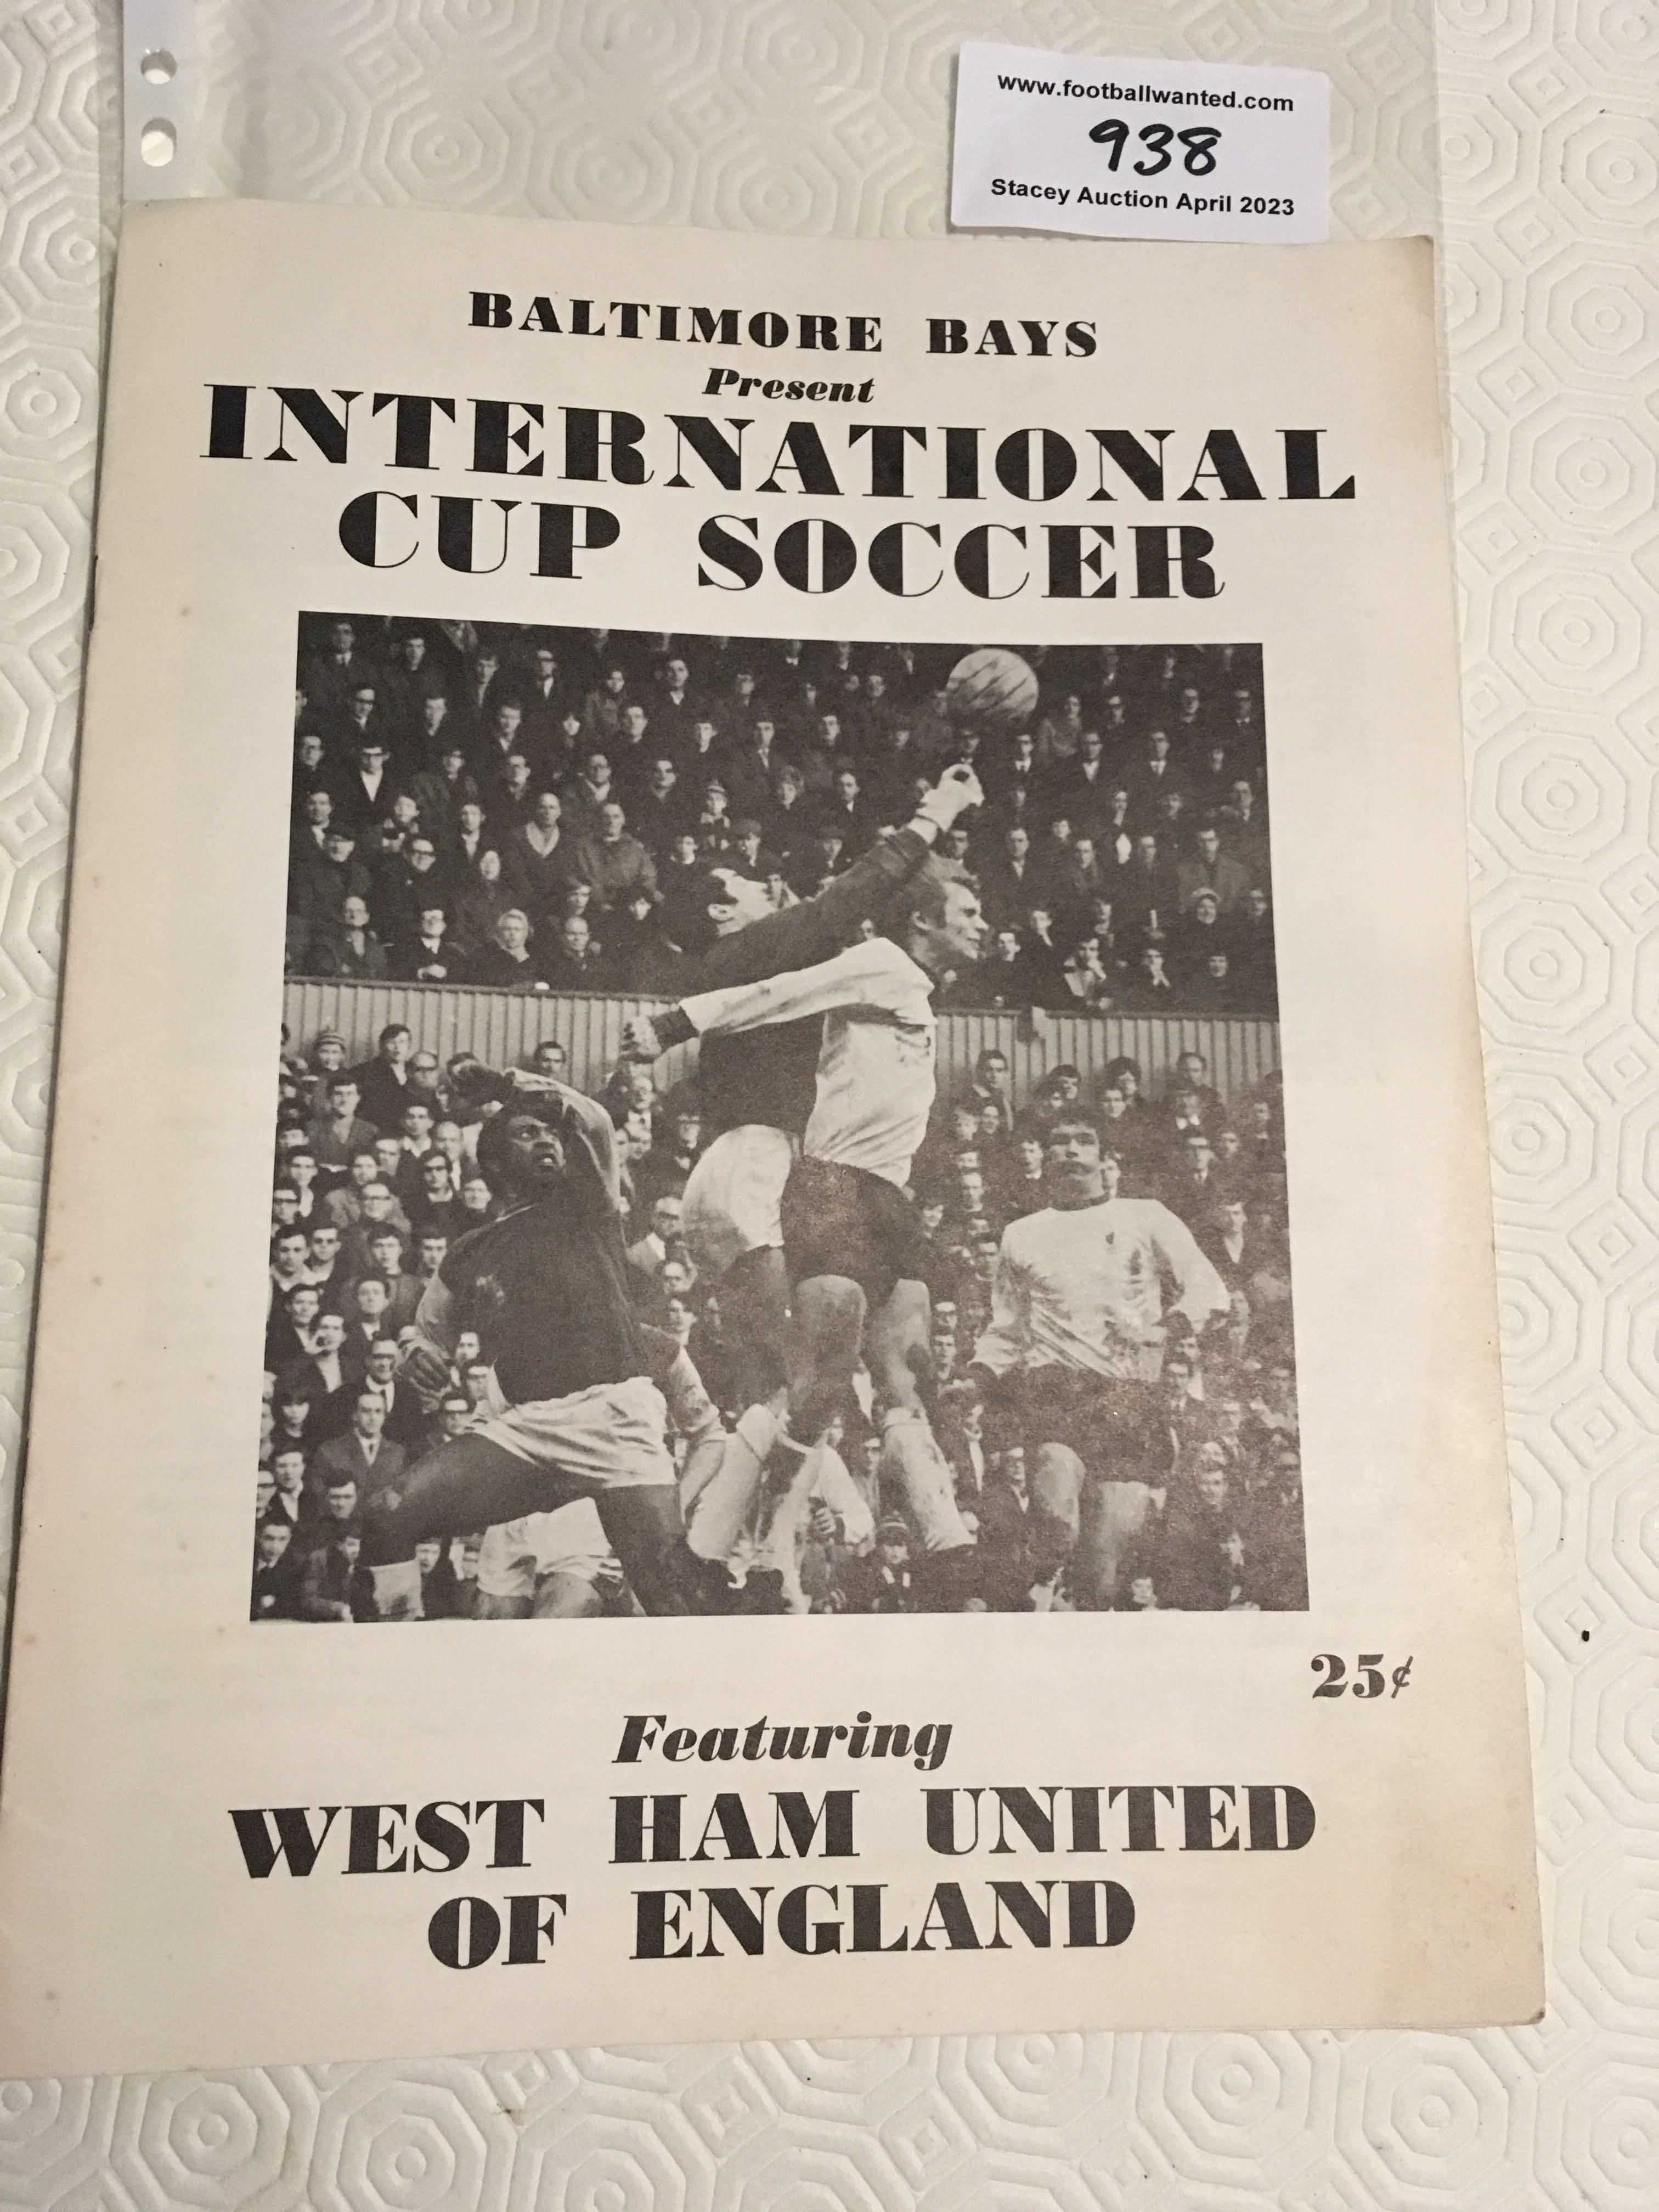 www.footballwanted.com
938
Stacey Auction April 2023
BALTIMORE BAYS
Present
INTERNATIONAL
CUP SOCCER
25¢
Featuring
WEST HAM UNITED
OF ENGLAND